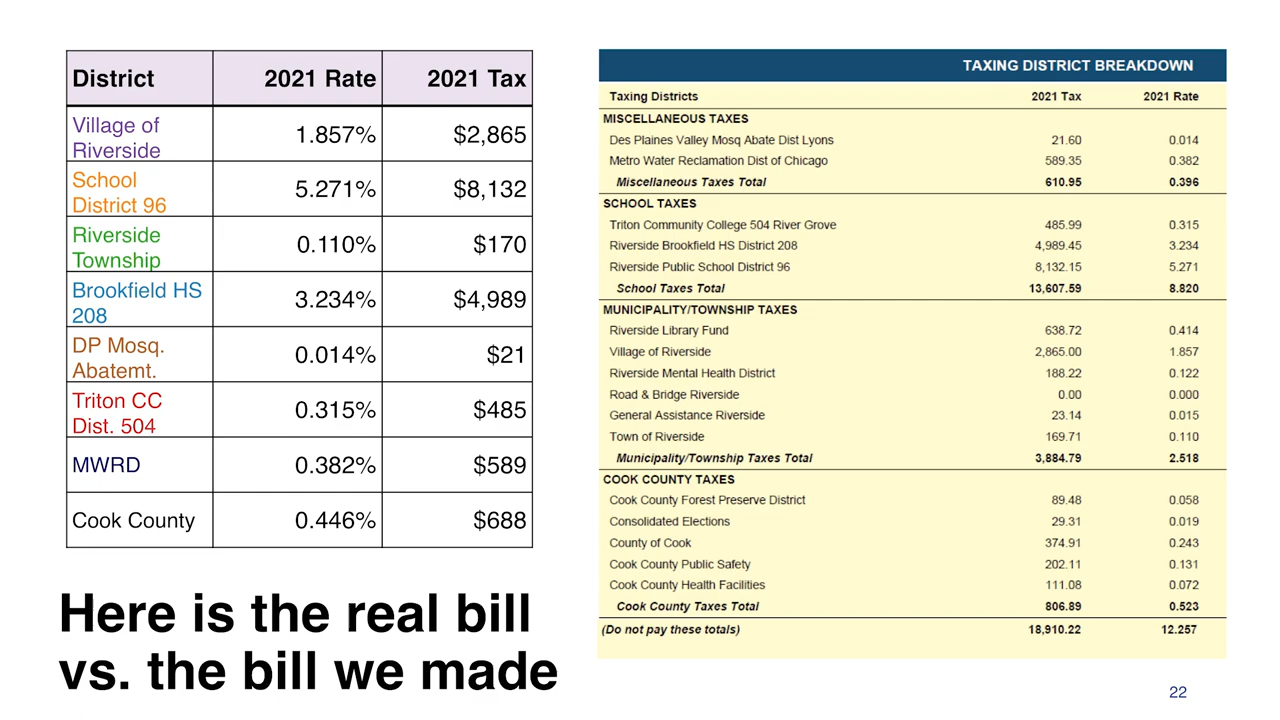 District 2021 Rate 2021 Tax
Village of
Riverside 1.857% $2,865
School
District 96 5.271% $8,132
Riverside
Township 0.110% $170
Brookfield HS
208 3.234% $4,989
DP Mosq.
Abatemt. 0.014% $21
Triton CC
Dist. 504 0.315% $485
MWRD 0.382% $589
Cook County 0.446% $688
Here is the real bill
vs. the bill we made
TAXING DISTRICT BREAKDOWN
Taxing Districts 2021 Tax 2021 Rate
MISCELLANEOUS TAXES
Des Plaines Valley Mosq Abate Dist Lyons 21.60 0.014
Metro Water Reclamation Dist of Chicago 589.35 0.382
Miscellaneous Taxes Total 610.95 0.396
SCHOOL TAXES
Triton Community College 504 River Grove 485.99 0.315
Riverside Brookfield HS District 208 4,989.45 3.234
Riverside Public School District 96 8,132.15 5.271
School Taxes Total 13,607.59 8.820
MUNICIPALITY/TOWNSHIP TAXES
Riverside Library Fund 638.72 0.414
Village of Riverside 2,865.00 1.857
Riverside Mental Health District 188.22 0.122
Road & Bridge Riverside 0.00 0.000
General Assistance Riverside 23.14 0.015
Town of Riverside 169.71 0.110
Municipality/Township Taxes Total 3,884.79 2.518
COOK COUNTY TAXES
Cook County Forest Preserve District 89.48 0.058
Consolidated Elections 29.31 0.019
County of Cook 374.91 0.243
Cook County Public Safety 202.11 0.131
Cook County Health Facilities 111.08 0.072
Cook County Taxes Total 806.89 0.523
(Do not pay these totals) 18,910.22 12.257
22